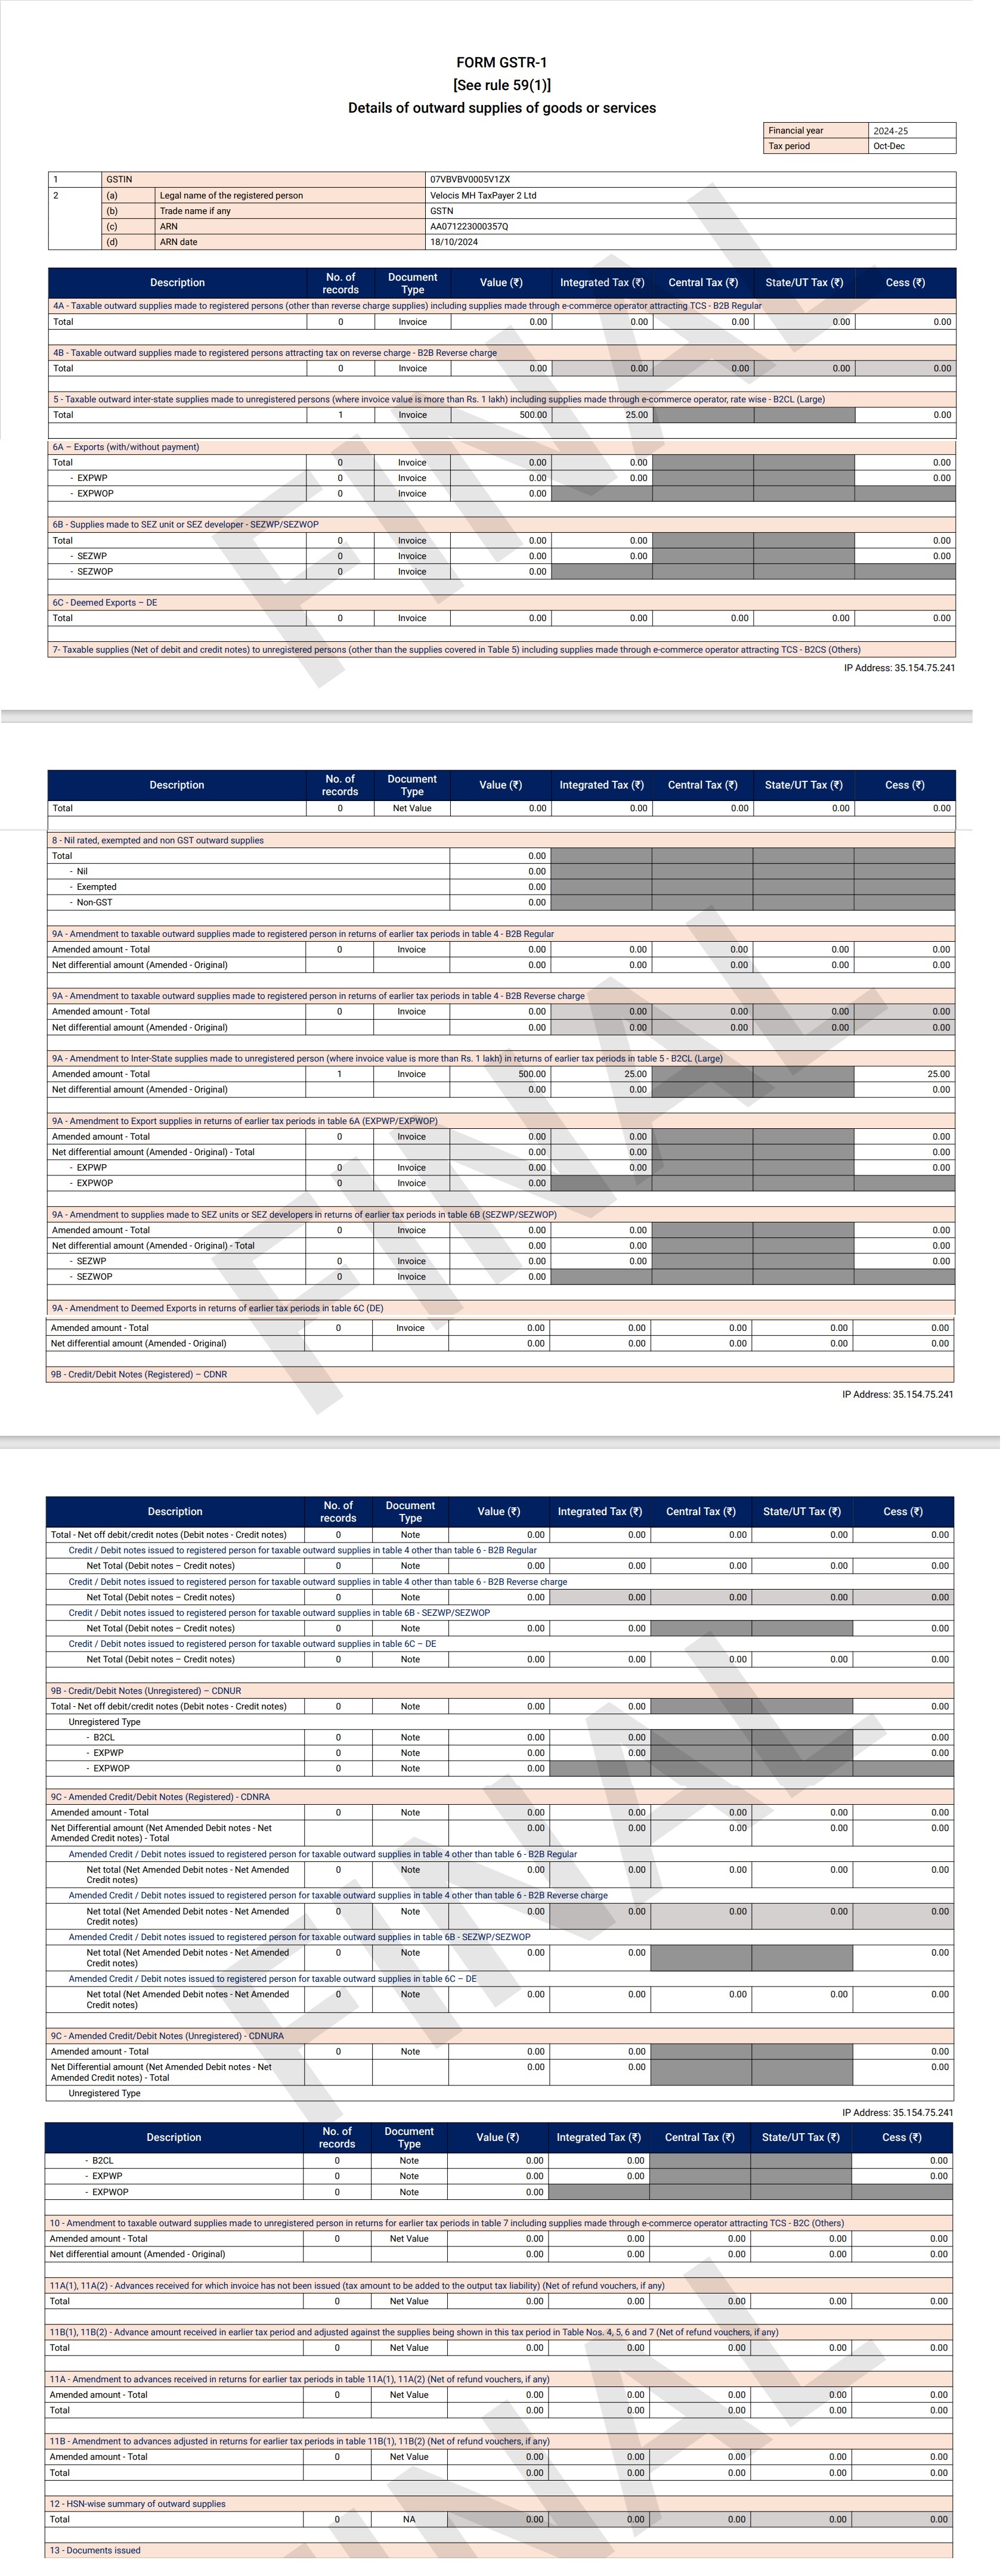 FORM GSTR-1
[See rule 59(1)]
Details of outward supplies of goods or services
Financial year 2024-25
Tax period Oct-Dec
1 GSTIN 07VBVBV0005V1ZX
2 (a) Legal name of the registered person Velocis MH TaxPayer 2 Ltd
(b) Trade name if any GSTN
(c) ARN AA071223000357Q
(d) ARN date 18/10/2024
Description No. of records Document Type Value (₹) Integrated Tax (₹) Central Tax (₹) State/UT Tax (₹) Cess (₹)
4A - Taxable outward supplies made to registered persons (other than reverse charge supplies) including supplies made through e-commerce operator attracting TCS - B2B Regular
Total 0 Invoice 0.00 0.00 0.00 0.00 0.00
4B - Taxable outward supplies made to registered persons attracting tax on reverse charge - B2B Reverse charge
Total 0 Invoice 0.00 0.00 0.00 0.00 0.00
5 - Taxable outward inter-state supplies made to unregistered persons (where invoice value is more than Rs. 1 lakh) including supplies made through e-commerce operator, rate wise - B2CL (Large)
Total 1 Invoice 500.00 25.00 0.00
6A – Exports (with/without payment)
Total 0 Invoice 0.00 0.00 0.00
- EXPWP 0 Invoice 0.00 0.00 0.00
- EXPWOP 0 Invoice 0.00
6B - Supplies made to SEZ unit or SEZ developer - SEZWP/SEZWOP
Total 0 Invoice 0.00 0.00 0.00
- SEZWP 0 Invoice 0.00 0.00 0.00
- SEZWOP 0 Invoice 0.00
6C - Deemed Exports – DE
Total 0 Invoice 0.00 0.00 0.00 0.00 0.00
7- Taxable supplies (Net of debit and credit notes) to unregistered persons (other than the supplies covered in Table 5) including supplies made through e-commerce operator attracting TCS - B2CS (Others)
FINAL
IP Address: 35.154.75.241
Description No. of records Document Type Value (₹) Integrated Tax (₹) Central Tax (₹) State/UT Tax (₹) Cess (₹)
Total 0 Net Value 0.00 0.00 0.00 0.00 0.00
8 - Nil rated, exempted and non GST outward supplies
Total 0.00
- Nil 0.00
- Exempted 0.00
- Non-GST 0.00
9A - Amendment to taxable outward supplies made to registered person in returns of earlier tax periods in table 4 - B2B Regular
Amended amount - Total 0 Invoice 0.00 0.00 0.00 0.00 0.00
Net differential amount (Amended - Original) 0.00 0.00 0.00 0.00 0.00
9A - Amendment to taxable outward supplies made to registered person in returns of earlier tax periods in table 4 - B2B Reverse charge
Amended amount - Total 0 Invoice 0.00 0.00 0.00 0.00 0.00
Net differential amount (Amended - Original) 0.00 0.00 0.00 0.00 0.00
9A - Amendment to Inter-State supplies made to unregistered person (where invoice value is more than Rs. 1 lakh) in returns of earlier tax periods in table 5 - B2CL (Large)
Amended amount - Total 1 Invoice 500.00 25.00 25.00
Net differential amount (Amended - Original) 0.00 0.00 0.00
9A - Amendment to Export supplies in returns of earlier tax periods in table 6A (EXPWP/EXPWOP)
Amended amount - Total 0 Invoice 0.00 0.00 0.00
Net differential amount (Amended - Original) - Total 0.00 0.00 0.00
- EXPWP 0 Invoice 0.00 0.00 0.00
- EXPWOP 0 Invoice 0.00
9A - Amendment to supplies made to SEZ units or SEZ developers in returns of earlier tax periods in table 6B (SEZWP/SEZWOP)
Amended amount - Total 0 Invoice 0.00 0.00 0.00
Net differential amount (Amended - Original) - Total 0.00 0.00 0.00
- SEZWP 0 Invoice 0.00 0.00 0.00
- SEZWOP 0 Invoice 0.00
9A - Amendment to Deemed Exports in returns of earlier tax periods in table 6C (DE)
Amended amount - Total 0 Invoice 0.00 0.00 0.00 0.00 0.00
Net differential amount (Amended - Original) 0.00 0.00 0.00 0.00 0.00
9B - Credit/Debit Notes (Registered) – CDNR
FINAL
IP Address: 35.154.75.241
Description No. of records Document Type Value (₹) Integrated Tax (₹) Central Tax (₹) State/UT Tax (₹) Cess (₹)
Total - Net off debit/credit notes (Debit notes - Credit notes) 0 Note 0.00 0.00 0.00 0.00 0.00
Credit / Debit notes issued to registered person for taxable outward supplies in table 4 other than table 6 - B2B Regular
Net Total (Debit notes – Credit notes) 0 Note 0.00 0.00 0.00 0.00 0.00
Credit / Debit notes issued to registered person for taxable outward supplies in table 4 other than table 6 - B2B Reverse charge
Net Total (Debit notes – Credit notes) 0 Note 0.00 0.00 0.00 0.00 0.00
Credit / Debit notes issued to registered person for taxable outward supplies in table 6B - SEZWP/SEZWOP
Net Total (Debit notes – Credit notes) 0 Note 0.00 0.00 0.00
Credit / Debit notes issued to registered person for taxable outward supplies in table 6C – DE
Net Total (Debit notes – Credit notes) 0 Note 0.00 0.00 0.00 0.00 0.00
9B - Credit/Debit Notes (Unregistered) – CDNUR
Total - Net off debit/credit notes (Debit notes - Credit notes) 0 Note 0.00 0.00 0.00
Unregistered Type
- B2CL 0 Note 0.00 0.00 0.00
- EXPWP 0 Note 0.00 0.00 0.00
- EXPWOP 0 Note 0.00
9C - Amended Credit/Debit Notes (Registered) - CDNRA
Amended amount - Total 0 Note 0.00 0.00 0.00 0.00 0.00
Net Differential amount (Net Amended Debit notes - Net 0.00 0.00 0.00 0.00 0.00
Amended Credit notes) - Total
Amended Credit / Debit notes issued to registered person for taxable outward supplies in table 4 other than table 6 - B2B Regular
Net total (Net Amended Debit notes - Net Amended 0 Note 0.00 0.00 0.00 0.00 0.00
Credit notes)
Amended Credit / Debit notes issued to registered person for taxable outward supplies in table 4 other than table 6 - B2B Reverse charge
Net total (Net Amended Debit notes - Net Amended 0 Note 0.00 0.00 0.00 0.00 0.00
Credit notes)
Amended Credit / Debit notes issued to registered person for taxable outward supplies in table 6B - SEZWP/SEZWOP
Net total (Net Amended Debit notes - Net Amended 0 Note 0.00 0.00 0.00
Credit notes)
Amended Credit / Debit notes issued to registered person for taxable outward supplies in table 6C – DE
Net total (Net Amended Debit notes - Net Amended 0 Note 0.00 0.00 0.00 0.00 0.00
Credit notes)
9C - Amended Credit/Debit Notes (Unregistered) - CDNURA
Amended amount - Total 0 Note 0.00 0.00 0.00
Net Differential amount (Net Amended Debit notes - Net 0.00 0.00 0.00
Amended Credit notes) - Total
Unregistered Type
FINAL
IP Address: 35.154.75.241
Description No. of records Document Type Value (₹) Integrated Tax (₹) Central Tax (₹) State/UT Tax (₹) Cess (₹)
- B2CL 0 Note 0.00 0.00 0.00
- EXPWP 0 Note 0.00 0.00 0.00
- EXPWOP 0 Note 0.00
10 - Amendment to taxable outward supplies made to unregistered person in returns for earlier tax periods in table 7 including supplies made through e-commerce operator attracting TCS - B2C (Others)
Amended amount - Total 0 Net Value 0.00 0.00 0.00 0.00 0.00
Net differential amount (Amended - Original) 0.00 0.00 0.00 0.00 0.00
11A(1), 11A(2) - Advances received for which invoice has not been issued (tax amount to be added to the output tax liability) (Net of refund vouchers, if any)
Total 0 Net Value 0.00 0.00 0.00 0.00 0.00
11B(1), 11B(2) - Advance amount received in earlier tax period and adjusted against the supplies being shown in this tax period in Table Nos. 4, 5, 6 and 7 (Net of refund vouchers, if any)
Total 0 Net Value 0.00 0.00 0.00 0.00 0.00
11A - Amendment to advances received in returns for earlier tax periods in table 11A(1), 11A(2) (Net of refund vouchers, if any)
Amended amount - Total 0 Net Value 0.00 0.00 0.00 0.00 0.00
Total 0.00 0.00 0.00 0.00 0.00
11B - Amendment to advances adjusted in returns for earlier tax periods in table 11B(1), 11B(2) (Net of refund vouchers, if any)
Amended amount - Total 0 Net Value 0.00 0.00 0.00 0.00 0.00
Total 0.00 0.00 0.00 0.00 0.00
12 - HSN-wise summary of outward supplies
Total 0 NA 0.00 0.00 0.00 0.00 0.00
13 - Documents issued